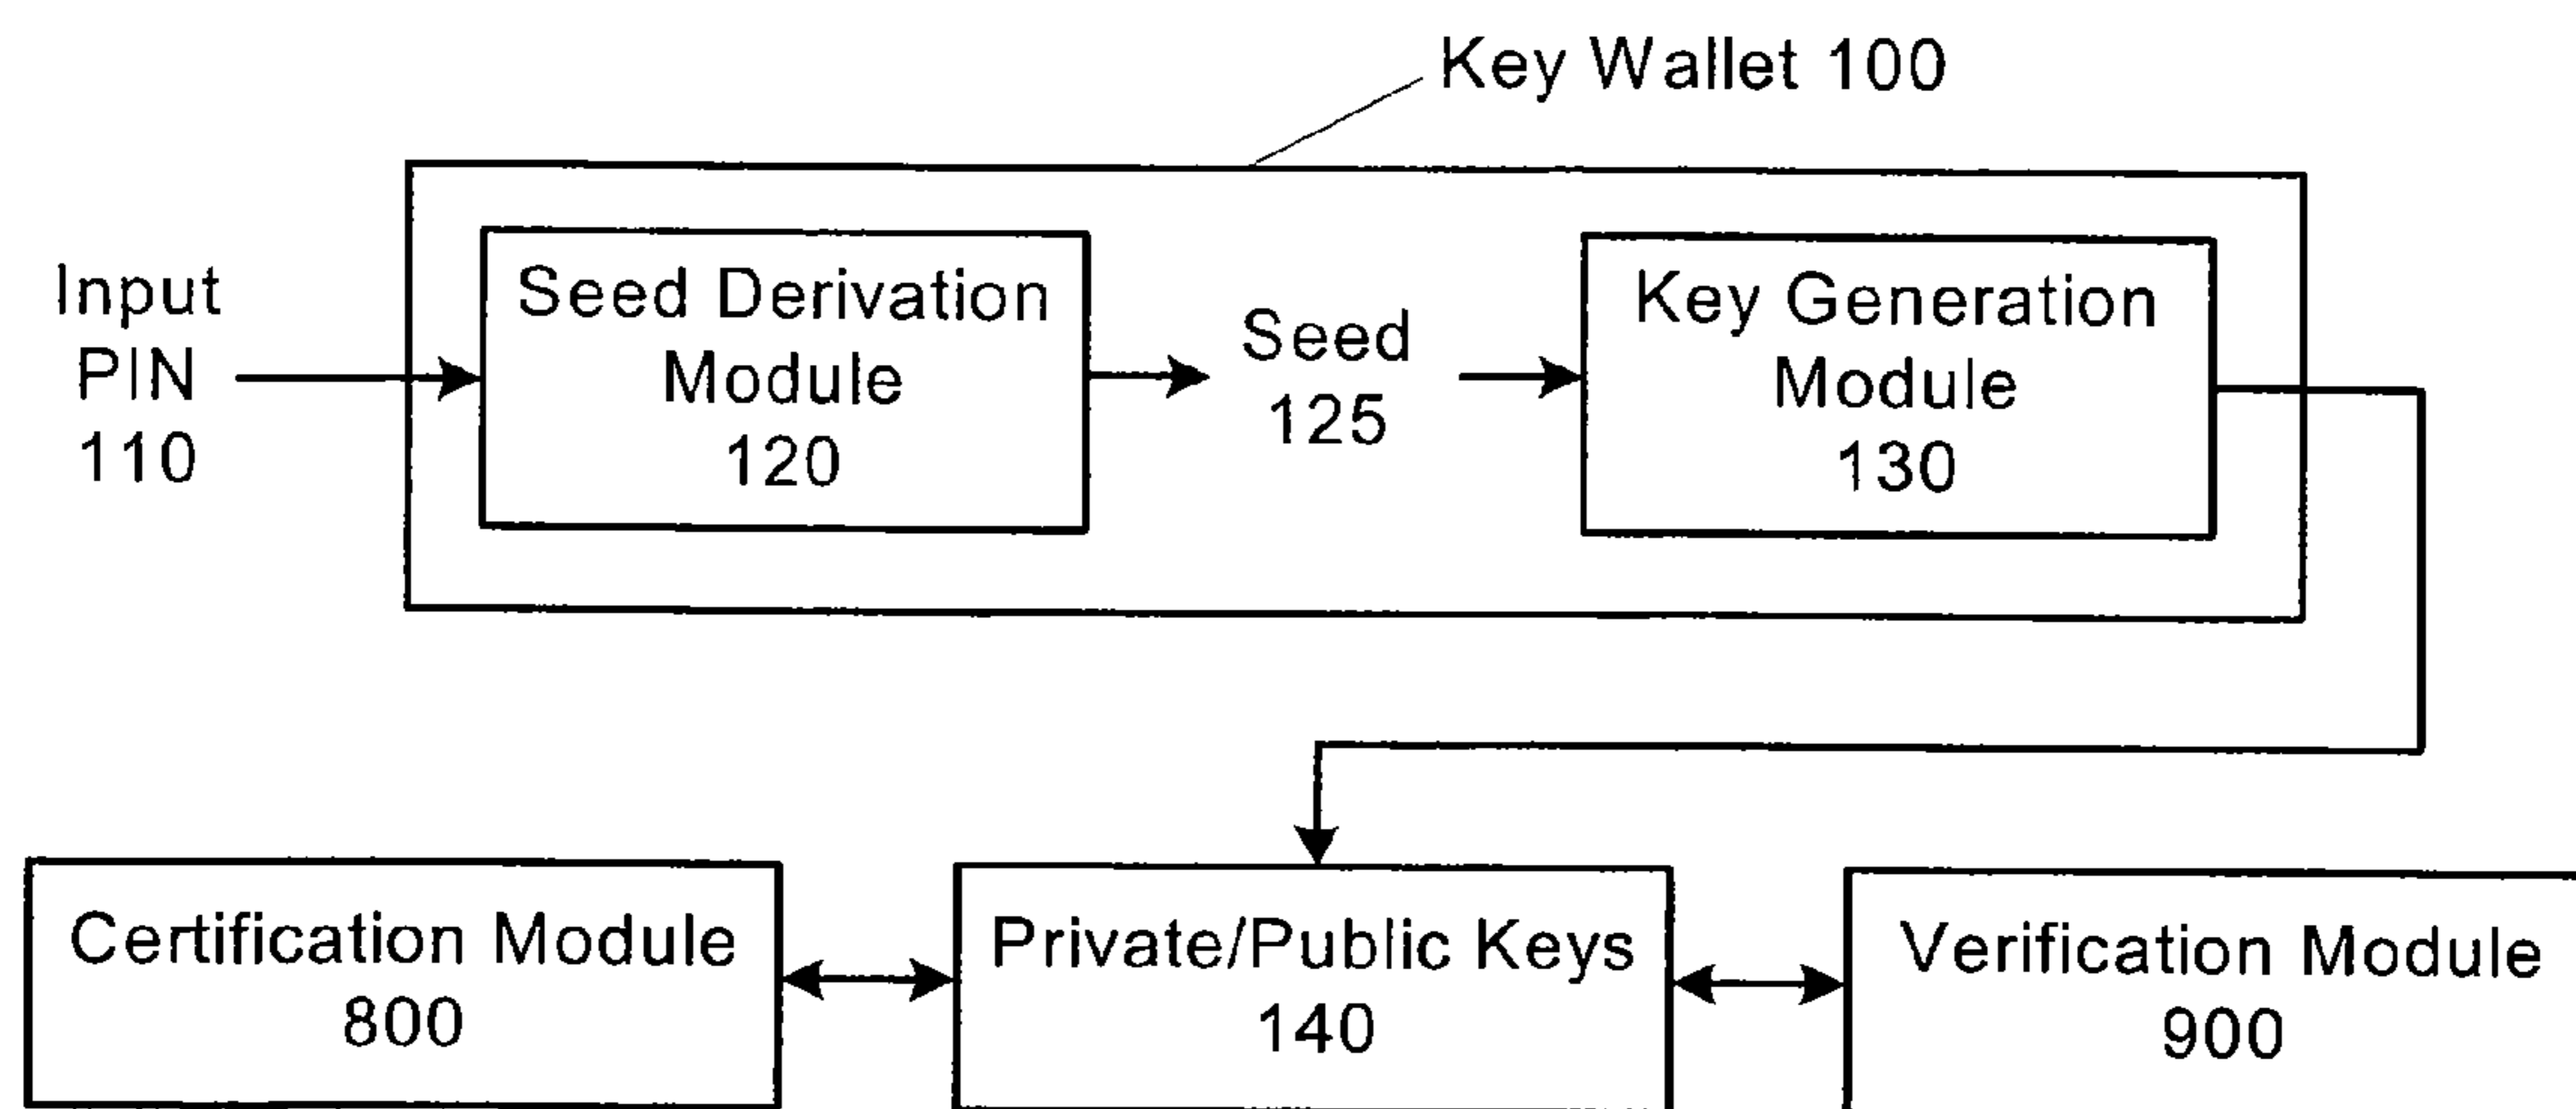 Key Wallet 100
Input
PIN
110
Seed Derivation
Module
120
Seed
125
Key Generation
Module
130
Certification Module
800
Private/Public Keys
140
Verification Module
900